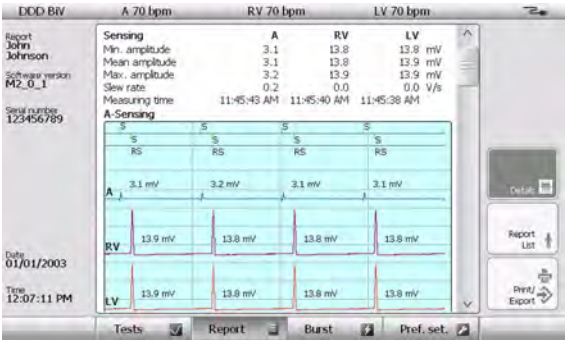 DDD BiV A 70 bpm RV 70 bpm LV 70 bpm
Report
John
Johnson
Software version
M2_0_1
Serial number
123456789
Date
01/01/2003
Time
12:07:11 PM
Sensing A RV LV
Min. amplitude 3.1 13.8 13.8 mV
Mean amplitude 3.1 13.8 13.9 mV
Max. amplitude 3.2 13.9 13.9 mV
Slew rate 0.2 0.0 0.0 V/s
Measuring time 11:45:43 AM 11:45:40 AM 11:45:38 AM
A-Sensing
S S S S
S S S S
RS RS RS RS
A 3.1 mV 3.2 mV 3.1 mV 3.1 mV
RV 13.9 mV 13.8 mV 13.8 mV 13.8 mV
LV 13.9 mV 13.8 mV 13.8 mV 13.8 mV
Details
Report
List
Print/
Export
Tests Report Burst Pref. set.